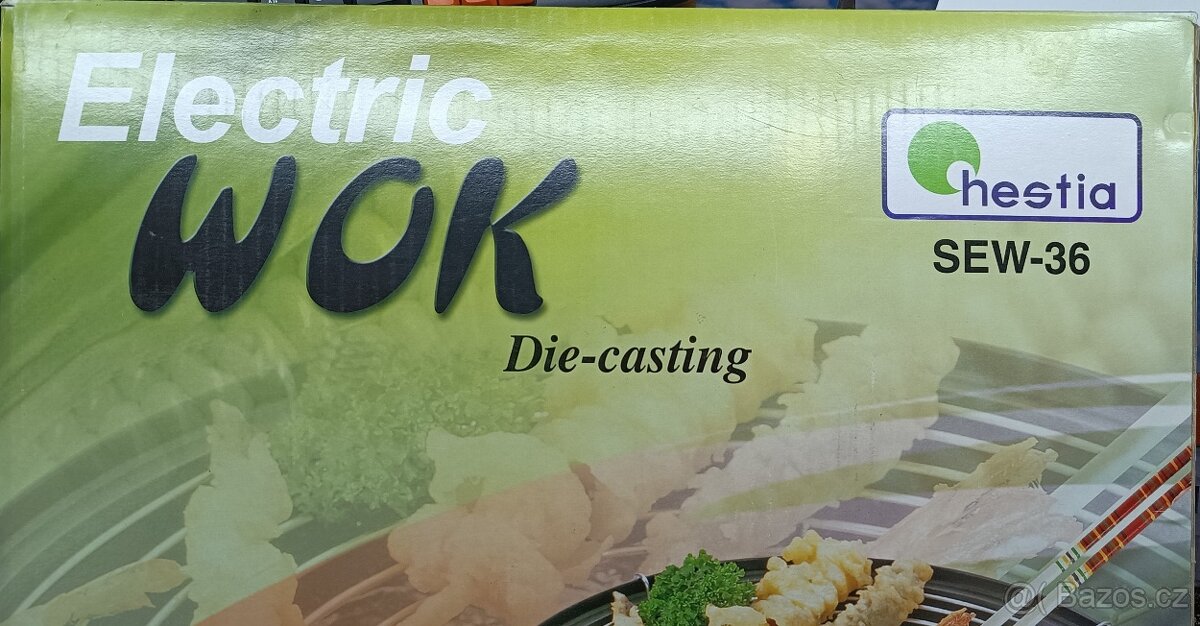 Electric
WOK
hestia
SEW-36
Die-casting
@( Bazos.cz